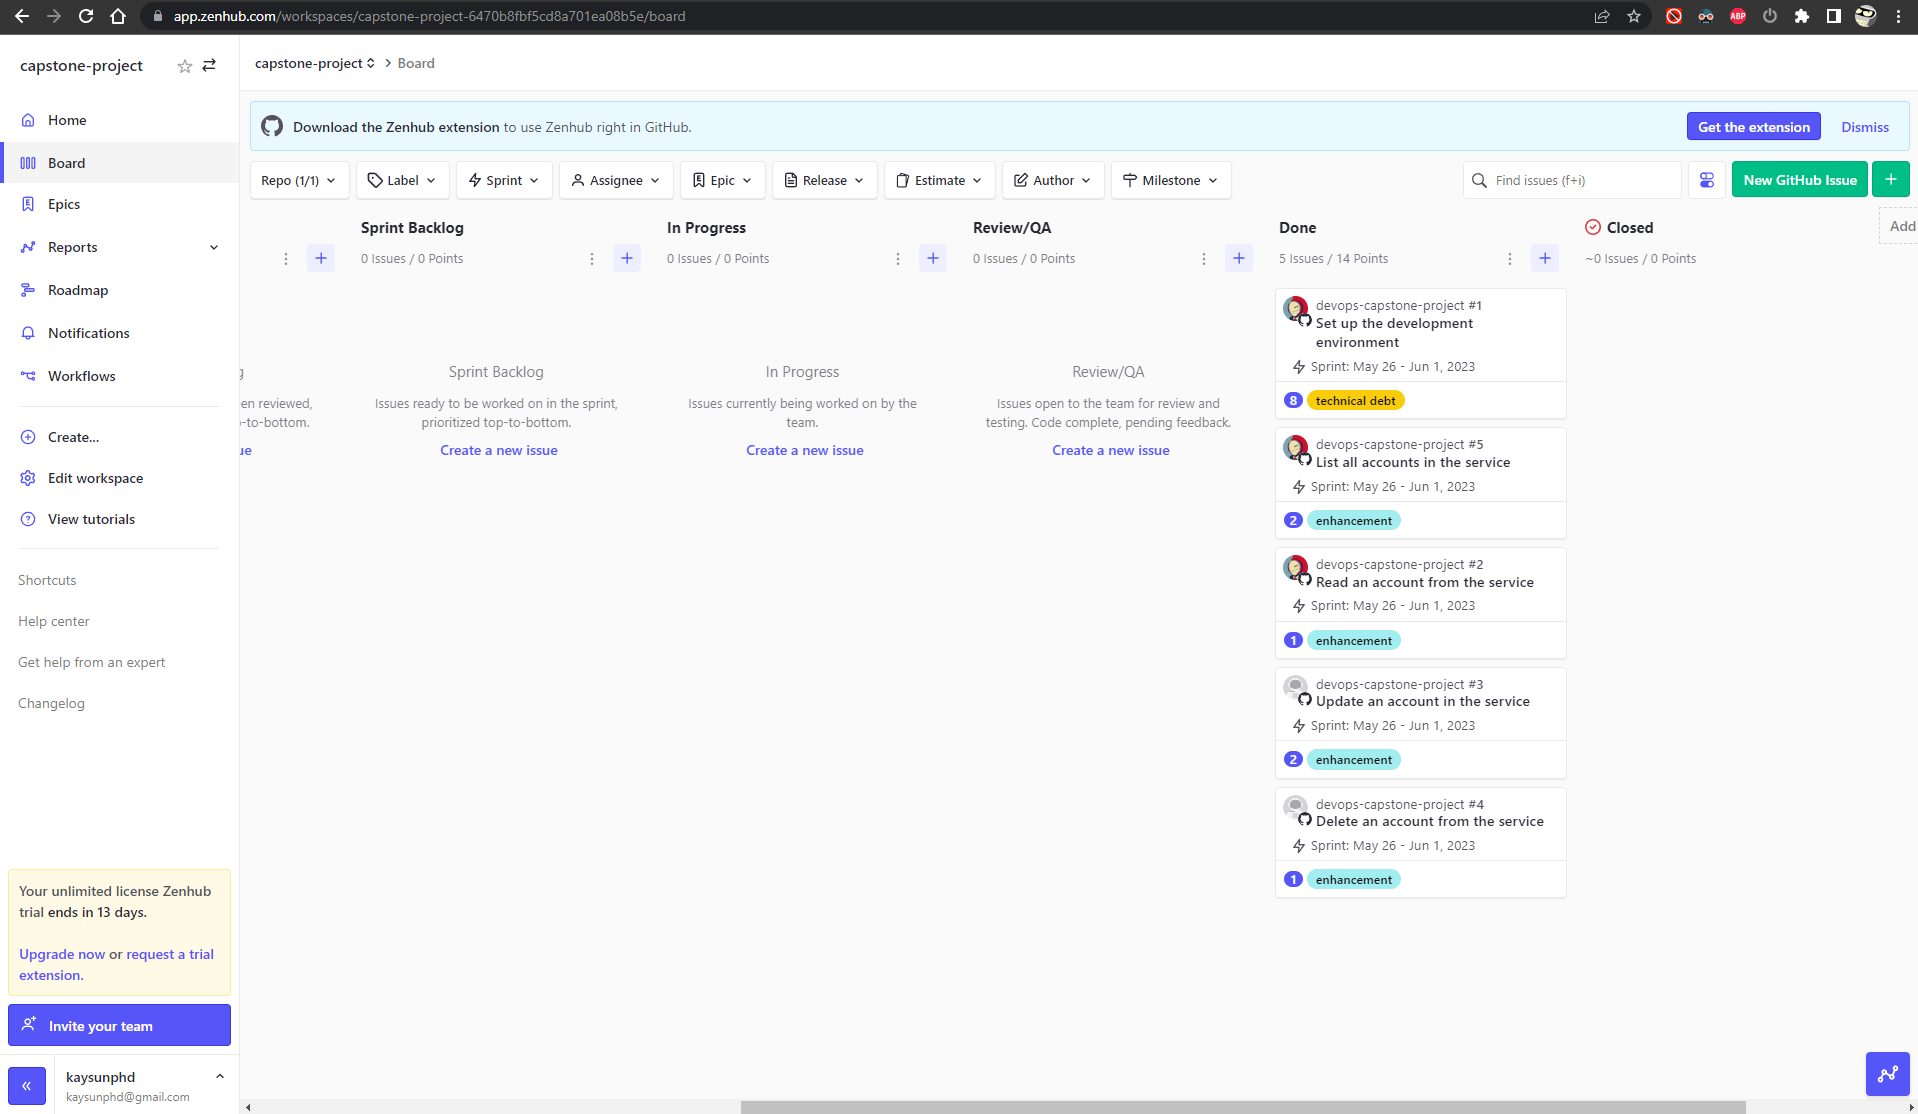 app.zenhub.com/workspaces/capstone-project-6470b8fbf5cd8a701ea08b5e/board
ABP
capstone-project
Home
Board
Epics
Reports
Roadmap
Notifications
Workflows
Create...
Edit workspace
View tutorials
Shortcuts
Help center
Get help from an expert
Changelog
Your unlimited license Zenhub
trial ends in 13 days.
Upgrade now or request a trial
extension.
Invite your team
kaysunphd
kaysunphd@gmail.com
capstone-project > Board
Download the Zenhub extension to use Zenhub right in GitHub.
Get the extension
Dismiss
Repo (1/1)
Label
Sprint
Assignee
Epic
Release
Estimate
Author
Milestone
Find issues (f+i)
New GitHub Issue
+
g
en reviewed,
-to-bottom.
ue
Sprint Backlog
0 Issues / 0 Points
Sprint Backlog
Issues ready to be worked on in the sprint,
prioritized top-to-bottom.
Create a new issue
In Progress
0 Issues / 0 Points
In Progress
Issues currently being worked on by the
team.
Create a new issue
Review/QA
0 Issues / 0 Points
Review/QA
Issues open to the team for review and
testing. Code complete, pending feedback.
Create a new issue
Done
5 Issues / 14 Points
devops-capstone-project #1
Set up the development
environment
Sprint: May 26 - Jun 1, 2023
8 technical debt
devops-capstone-project #5
List all accounts in the service
Sprint: May 26 - Jun 1, 2023
2 enhancement
devops-capstone-project #2
Read an account from the service
Sprint: May 26 - Jun 1, 2023
1 enhancement
devops-capstone-project #3
Update an account in the service
Sprint: May 26 - Jun 1, 2023
2 enhancement
devops-capstone-project #4
Delete an account from the service
Sprint: May 26 - Jun 1, 2023
1 enhancement
Closed
~0 Issues / 0 Points
Add